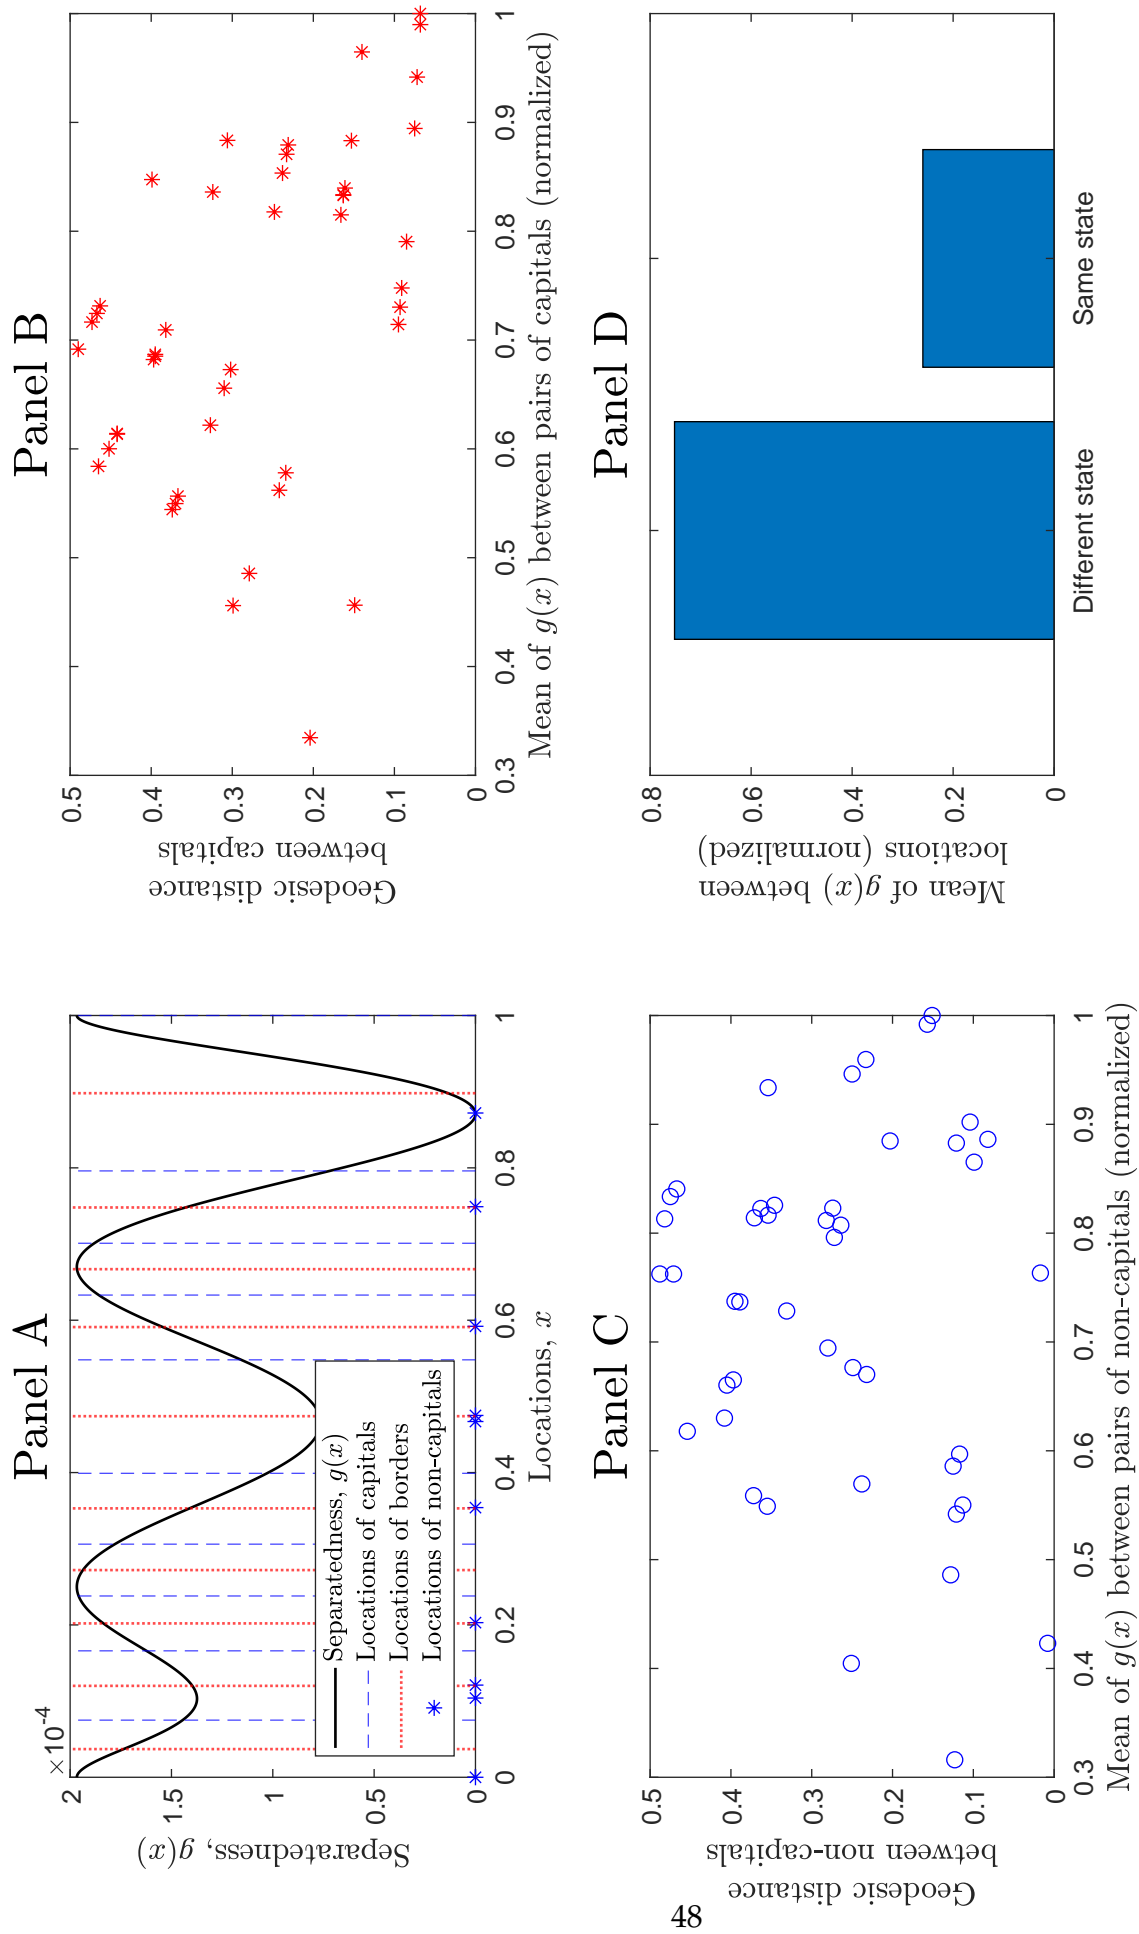 Panel A
×10-4
2
1.5
1
0.5
0
Separatedness, g(x)
0
0.2
0.4
0.6
0.8
1
Locations, x
Separatedness, g(x)
Locations of capitals
Locations of borders
Locations of non-capitals
Panel B
0.5
0.4
0.3
0.2
0.1
0
Geodesic distance
between capitals
0.3
0.4
0.5
0.6
0.7
0.8
0.9
1
Mean of g(x) between pairs of capitals (normalized)
Panel C
0.5
0.4
0.3
0.2
0.1
0
Geodesic distance
between non-capitals
0.3
0.4
0.5
0.6
0.7
0.8
0.9
1
Mean of g(x) between pairs of non-capitals (normalized)
Panel D
0.8
0.6
0.4
0.2
0
Mean of g(x) between
locations (normalized)
Different state
Same state
48